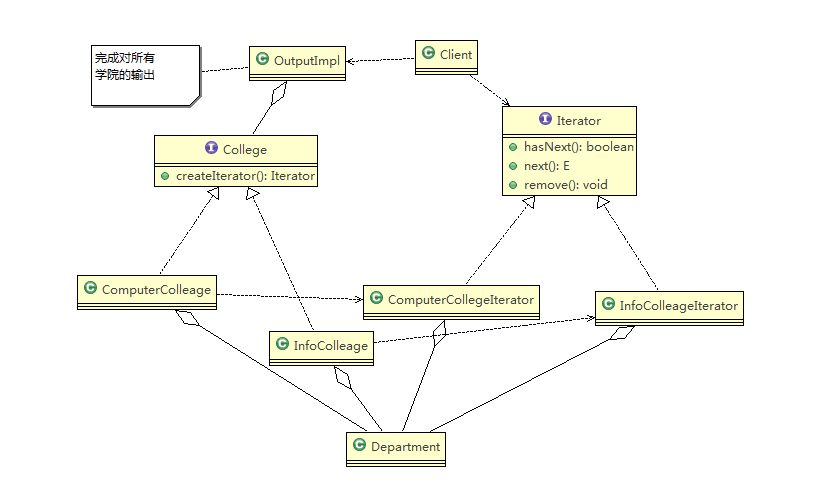 完成对所有
学院的输出
OutputImpl
Client
Iterator
hasNext(): boolean
next(): E
remove(): void
College
createIterator(): Iterator
ComputerColleage
ComputerCollegeIterator
InfoColleageIterator
InfoColleage
Department